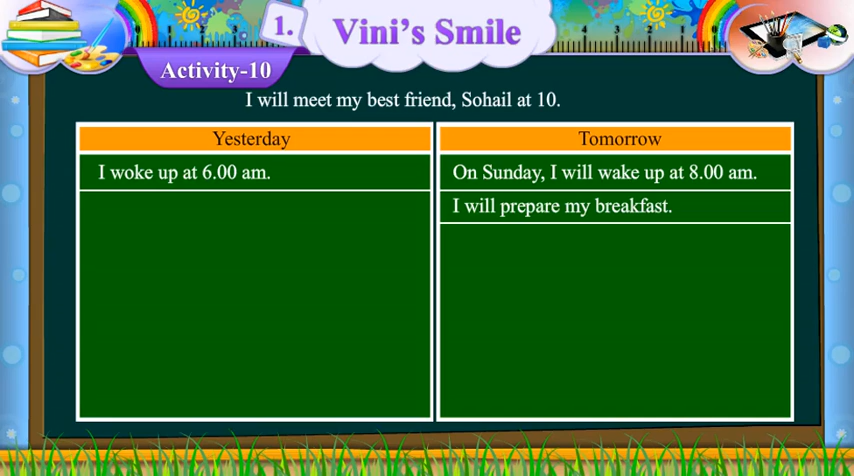 1.
Vini's Smile
Activity-10
I will meet my best friend, Sohail at 10.
Yesterday
Tomorrow
I woke up at 6.00 am.
On Sunday, I will wake up at 8.00 am.
I will prepare my breakfast.